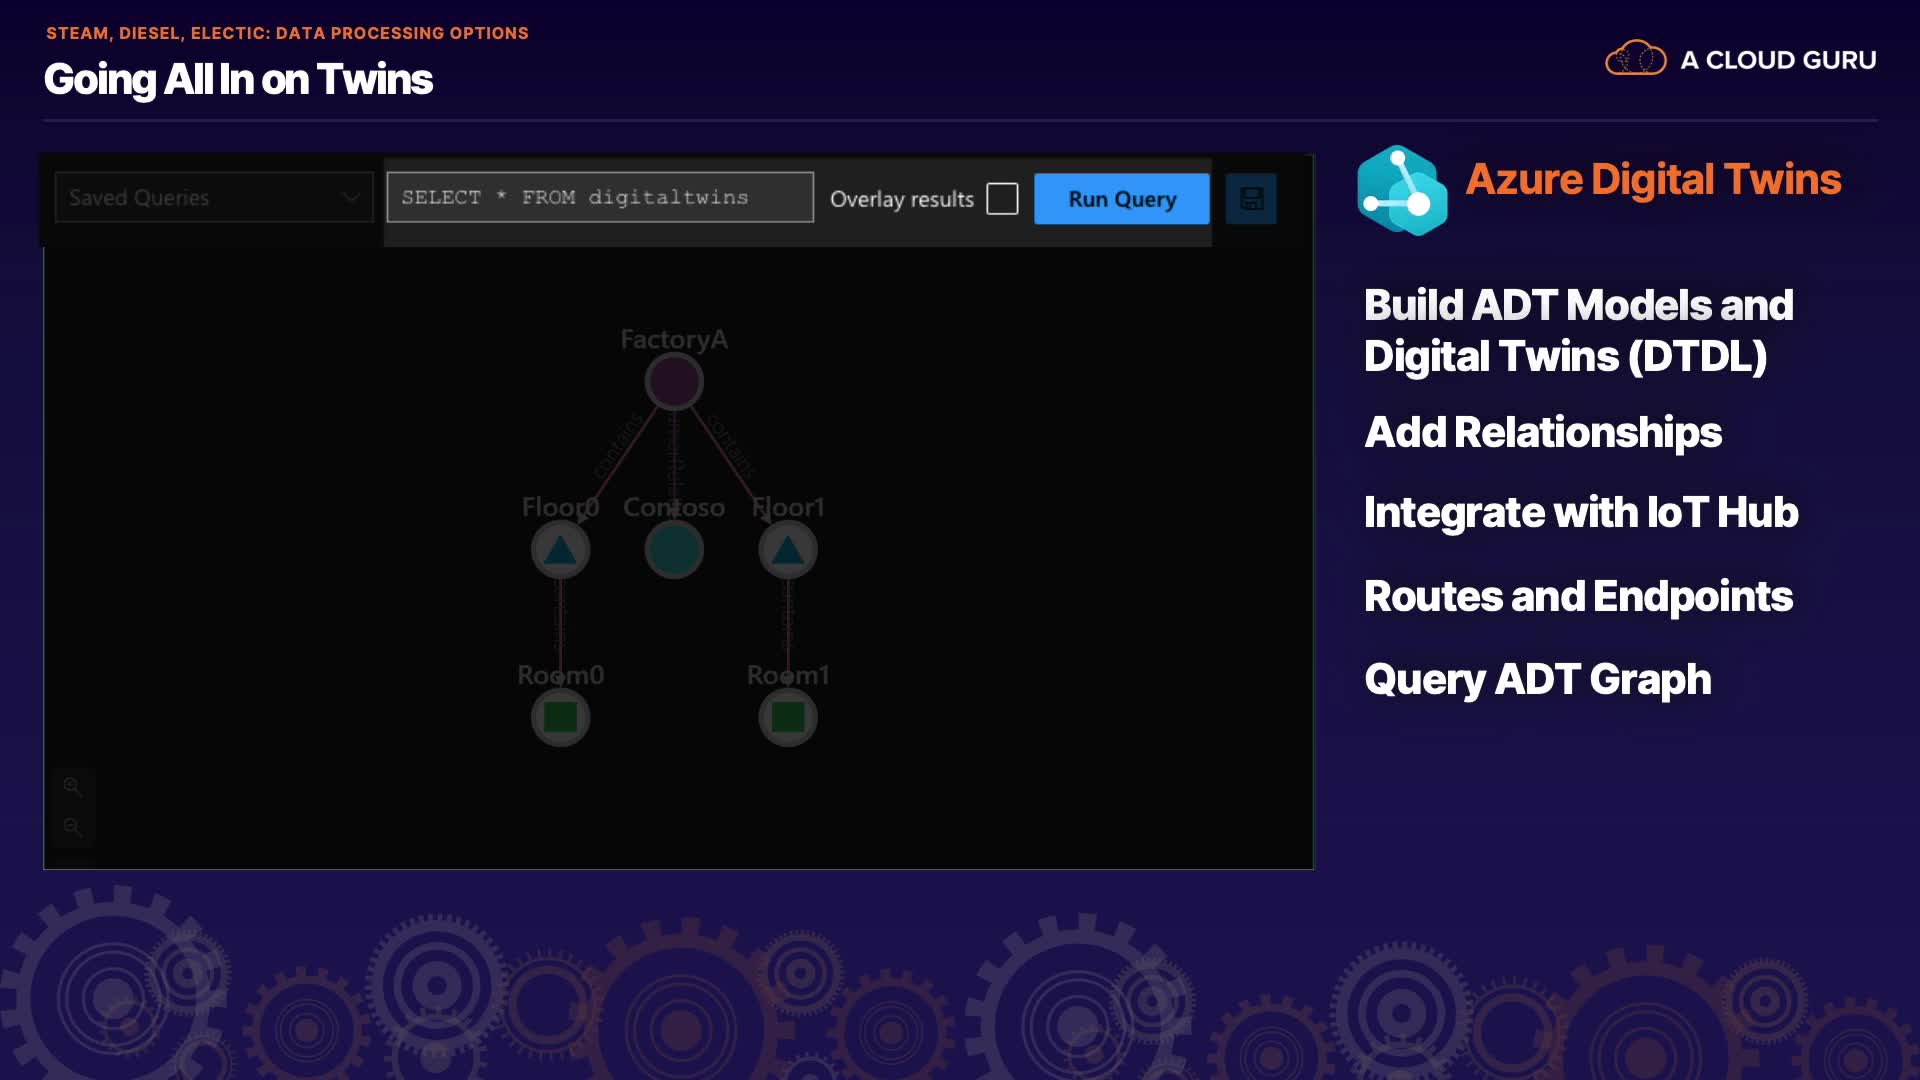 STEAM, DIESEL, ELECTIC: DATA PROCESSING OPTIONS
Going All In on Twins
A CLOUD GURU
Saved Queries
SELECT * FROM digitaltwins
Overlay results
Run Query
Azure Digital Twins
FactoryA
contains
contains
Floor0
Contoso
Floor1
Room0
Room1
Build ADT Models and
Digital Twins (DTDL)
Add Relationships
Integrate with IoT Hub
Routes and Endpoints
Query ADT Graph